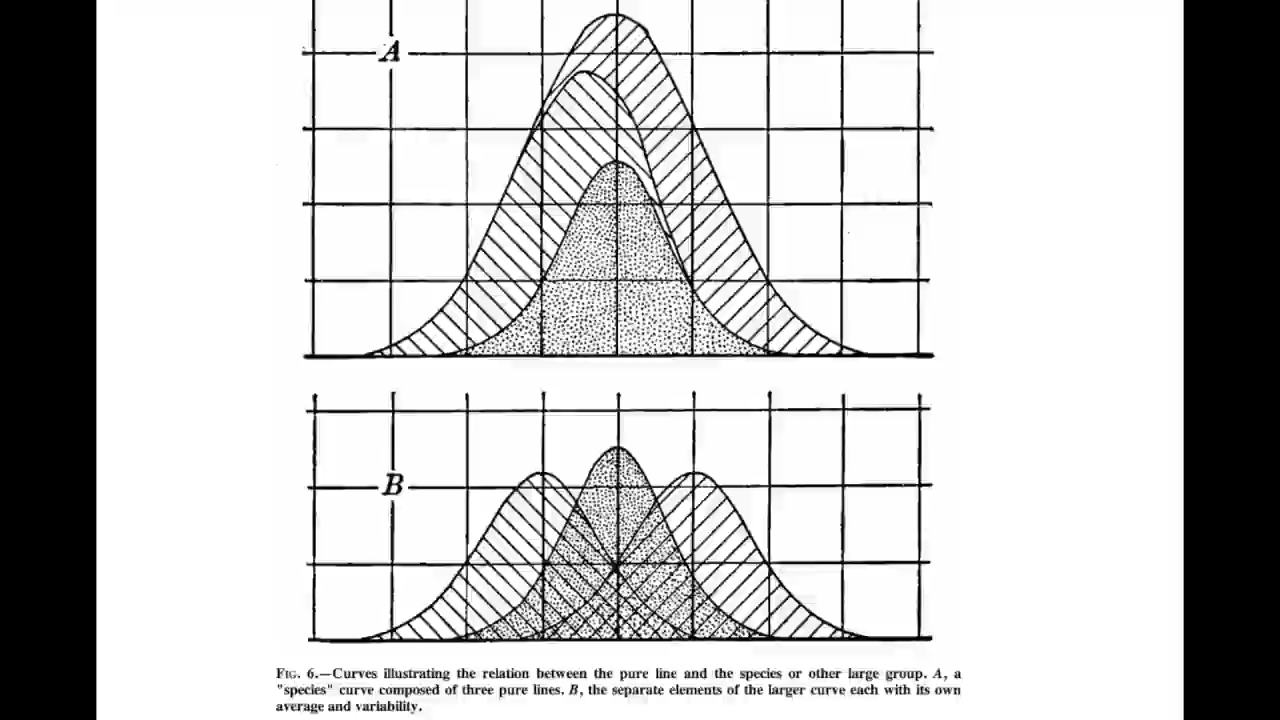 A
B
FIG. 6.—Curves illustrating the relation between the pure line and the species or other large group. A, a
"species" curve composed of three pure lines. B, the separate elements of the larger curve each with its own
average and variability.